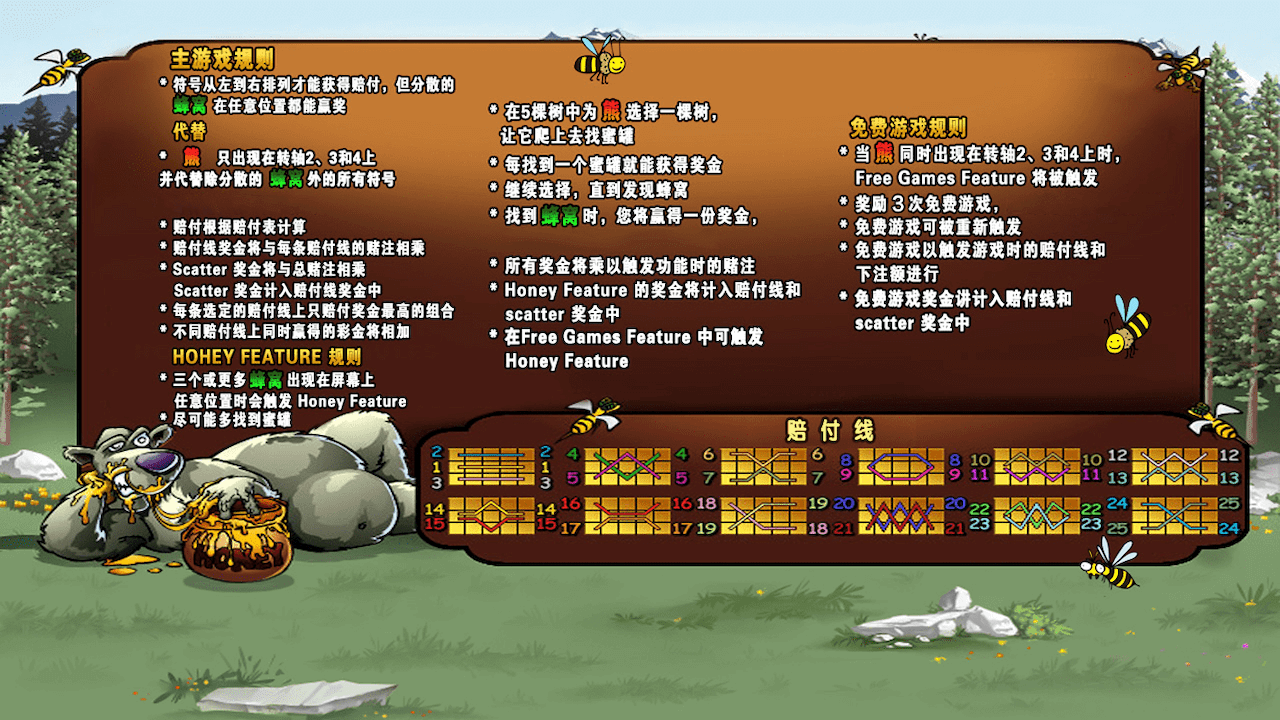 主游戏规则
* 符号从左到右排列才能获得赔付，但分散的
蜂窝 在任意位置都能赢奖
代替
* 熊 只出现在转轴2、3和4上
并代替除分散的 蜂窝 外的所有符号
* 赔付根据赔付表计算
* 赔付线奖金将与每条赔付线的赌注相乘
* Scatter 奖金将与总赌注相乘
Scatter 奖金计入赔付线奖金中
* 每条选定的赔付线上只赔付奖金最高的组合
* 不同赔付线上同时赢得的彩金将相加
HOHEY FEATURE 规则
* 三个或更多 蜂窝 出现在屏幕上
任意位置时会触发 Honey Feature
* 尽可能多找到蜜罐
* 在5棵树中为 熊 选择一棵树，
让它爬上去找蜜罐
* 每找到一个蜜罐就能获得奖金
* 继续选择，直到发现蜂窝
* 找到 蜂窝 时，您将赢得一份奖金，
* 所有奖金将乘以触发功能时的赌注
* Honey Feature 的奖金将计入赔付线和
scatter 奖金中
* 在Free Games Feature 中可触发
Honey Feature
免费游戏规则
* 当 熊 同时出现在转轴2、3和4上时，
Free Games Feature 将被触发
* 奖励 3 次免费游戏，
* 免费游戏可被重新触发
* 免费游戏以触发游戏时的赔付线和
下注额进行
* 免费游戏奖金讲计入赔付线和
scatter 奖金中
赔付线
2 2 4 4 6 6 8 8 10 10 12 12
1 1
3 3 5 5 7 7 9 9 11 11 13 13
14 14 16 16 18 19 20 20 22 22 24 25
15 15 17 17 19 18 21 21 23 23 25 24
HONEY